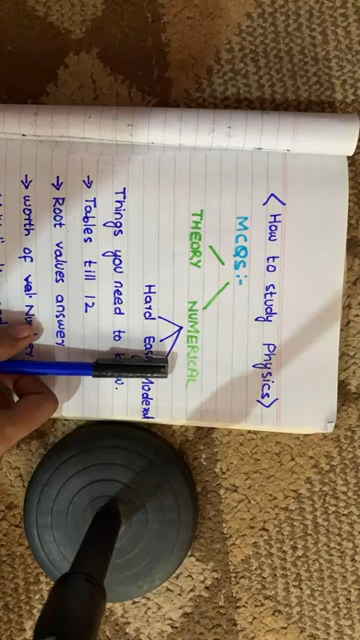 < How to study Physics >
MCQS:-
THEORY NUMERICAL
Hard Easy Moderal
Things you need to
→ Tables till 12
→ Root values answer
→ worth of